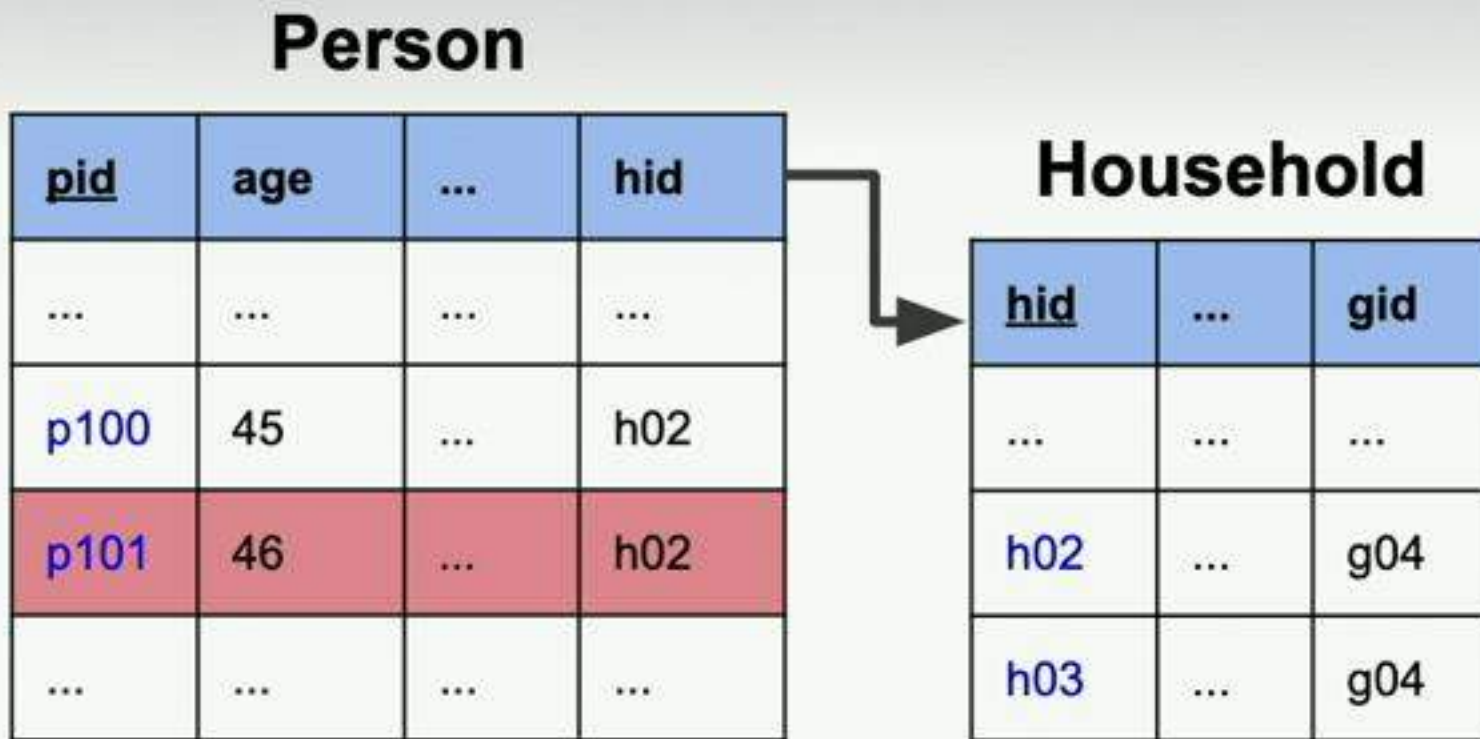 Person
pid age ... hid
... ... ... ...
p100 45 ... h02
p101 46 ... h02
... ... ... ...
Household
hid ... gid
... ... ...
h02 ... g04
h03 ... g04